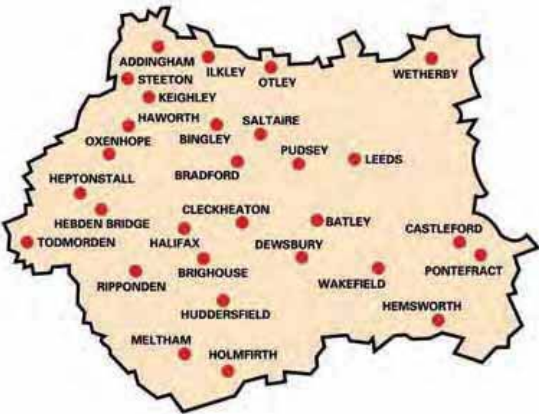 ADDINGHAM
ILKLEY
OTLEY
WETHERBY
STEETON
KEIGHLEY
HAWORTH
SALTAIRE
OXENHOPE
BINGLEY
PUDSEY
LEEDS
BRADFORD
HEPTONSTALL
HEBDEN BRIDGE
CLECKHEATON
BATLEY
CASTLEFORD
TODMORDEN
HALIFAX
DEWSBURY
BRIGHOUSE
PONTEFRACT
RIPPONDEN
WAKEFIELD
HUDDERSFIELD
HEMSWORTH
MELTHAM
HOLMFIRTH